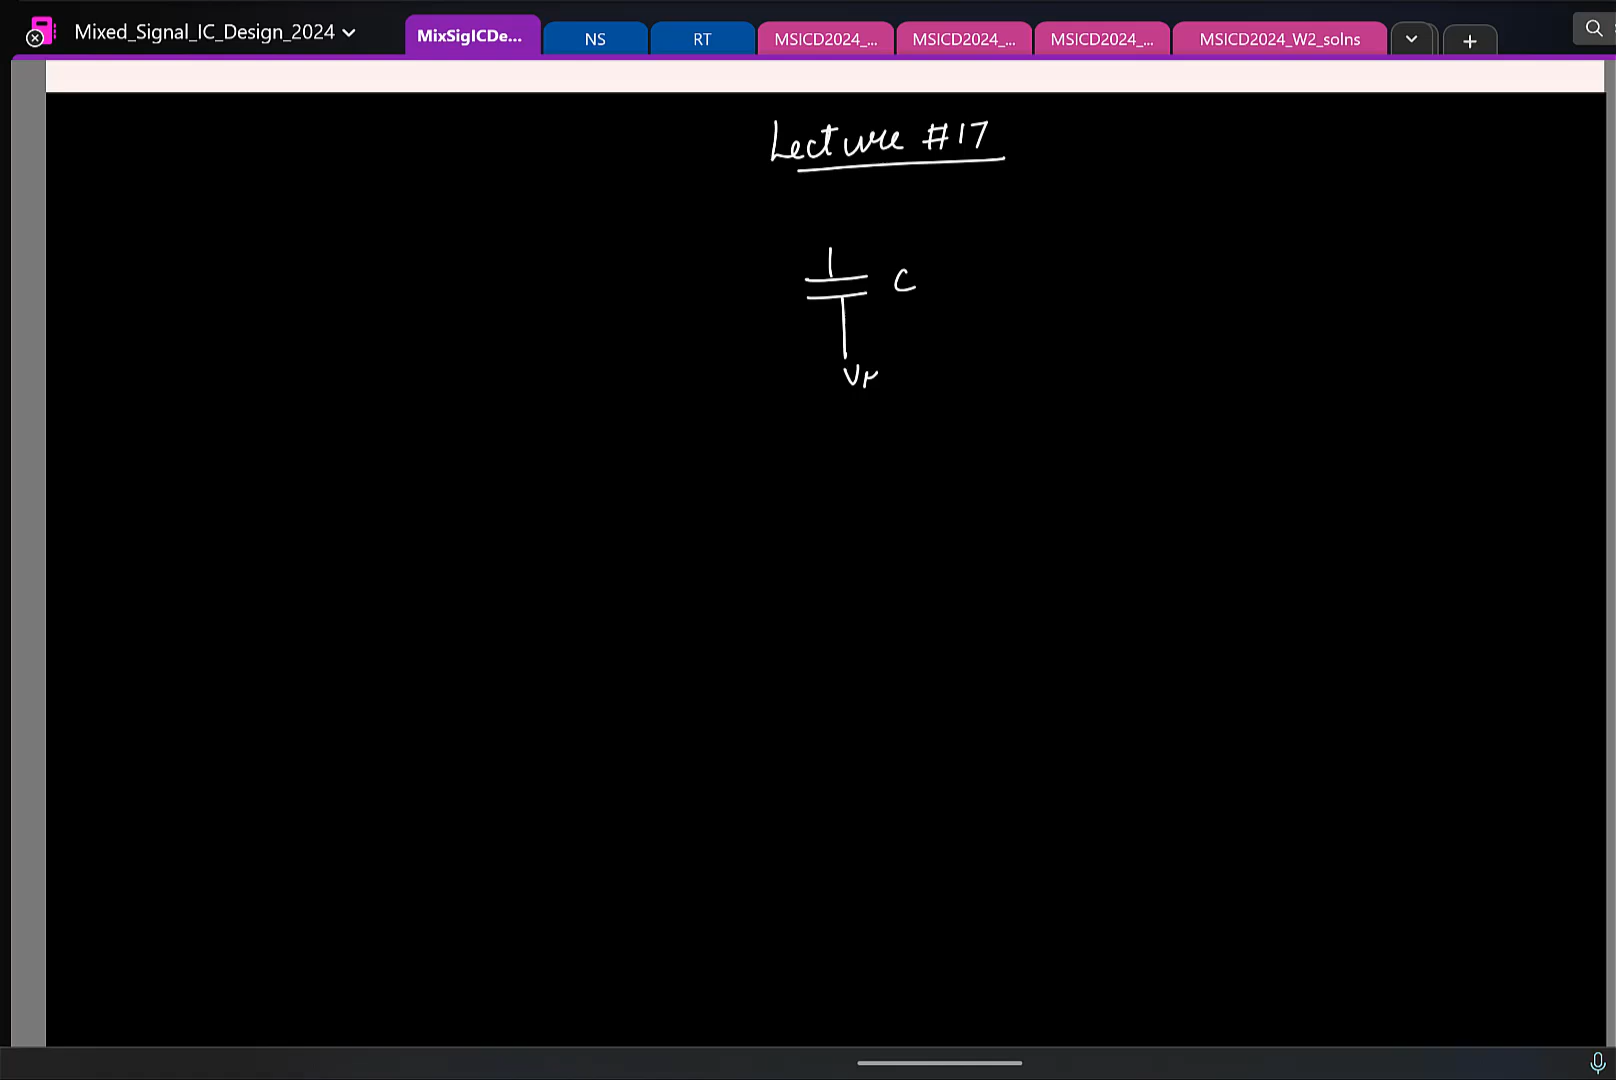 Mixed_Signal_IC_Design_2024
MixSigICDe...
NS
RT
MSICD2024_...
MSICD2024_...
MSICD2024_...
MSICD2024_W2_solns
Lecture #17
C
Vr